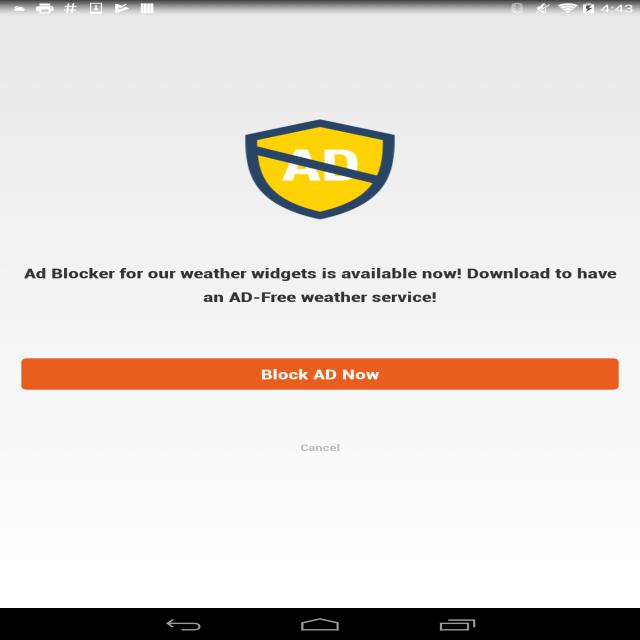 4:43
AD
Ad Blocker for our weather widgets is available now! Download to have
an AD-Free weather service!
Block AD Now
Cancel